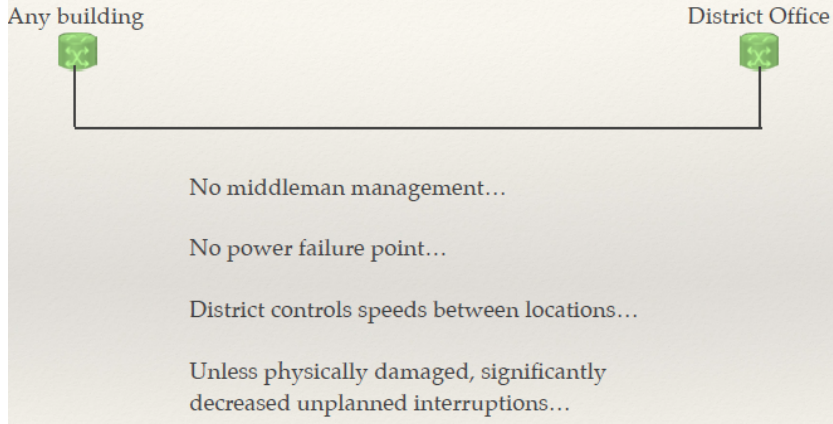 Any building
District Office
No middleman management…
No power failure point…
District controls speeds between locations…
Unless physically damaged, significantly
decreased unplanned interruptions…